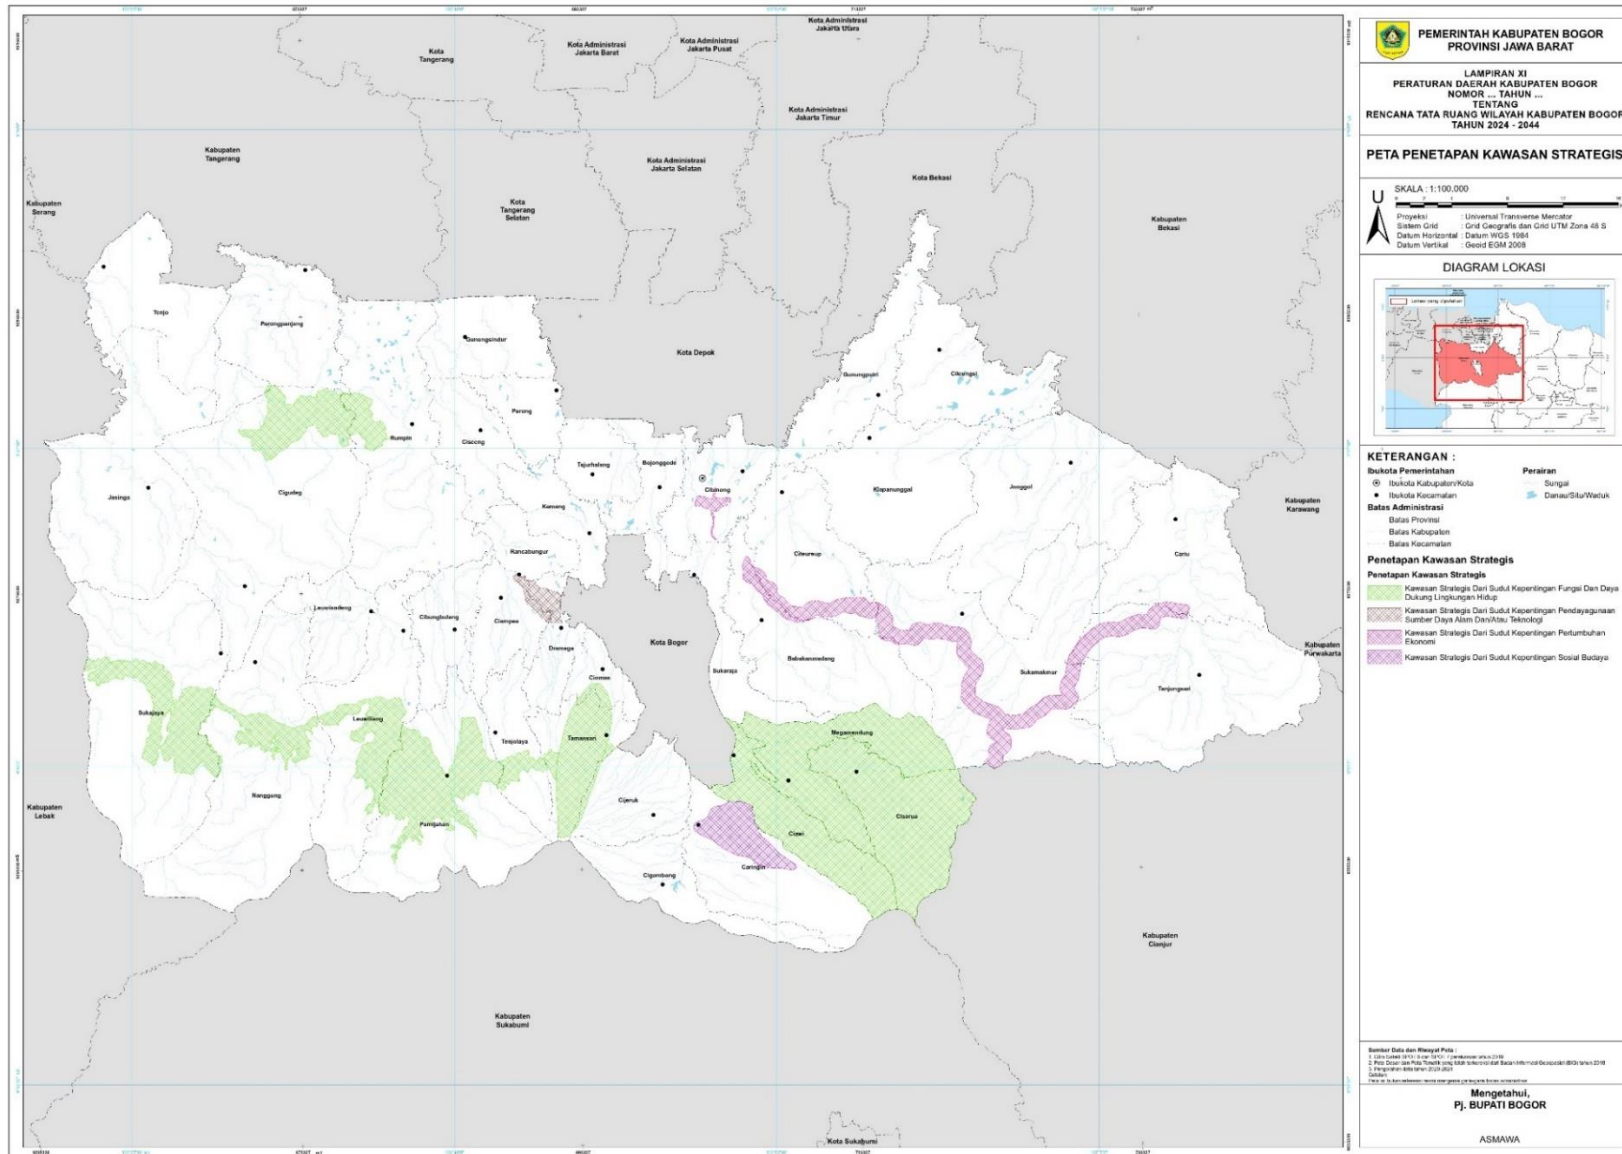 PEMERINTAH KABUPATEN BOGOR
PROVINSI JAWA BARAT
LAMPIRAN XI
PERATURAN DAERAH KABUPATEN BOGOR
NOMOR ... TAHUN ...
TENTANG
RENCANA TATA RUANG WILAYAH KABUPATEN BOGOR
TAHUN 2024 - 2044
PETA PENETAPAN KAWASAN STRATEGIS
U
SKALA : 1:100.000
Proyeksi : Universal Transverse Mercator
Sistem Grid : Grid Geografis dan Grid UTM Zona 48 S
Datum Horizontal : Datum WGS 1984
Datum Vertikal : Geoid EGM 2008
DIAGRAM LOKASI
KETERANGAN :
Ibukota Pemerintahan
Ibukota Kabupaten/Kota
Ibukota Kecamatan
Perairan
Sungai
Danau/Situ/Waduk
Batas Administrasi
Batas Provinsi
Batas Kabupaten
Batas Kecamatan
Penetapan Kawasan Strategis
Penetapan Kawasan Strategis
Kawasan Strategis Dari Sudut Kepentingan Fungsi Dan Daya
Dukung Lingkungan Hidup
Kawasan Strategis Dari Sudut Kepentingan Pendayagunaan
Sumber Daya Alam Dan/Atau Teknologi
Kawasan Strategis Dari Sudut Kepentingan Pertumbuhan
Ekonomi
Kawasan Strategis Dari Sudut Kepentingan Sosial Budaya
Sumber Data dan Riwayat Peta :
Mengetahui,
Pj. BUPATI BOGOR
ASMAWA
Kota Administrasi
Jakarta Utara
Kota
Tangerang
Kota Administrasi
Jakarta Barat
Kota Administrasi
Jakarta Pusat
Kota Administrasi
Jakarta Timur
Kabupaten
Tangerang
Kota Administrasi
Jakarta Selatan
Kota Bekasi
Kabupaten
Serang
Kota
Tangerang
Selatan
Kabupaten
Bekasi
Tenjo
Parungpanjang
Gunungsindur
Kota Depok
Gunungputri
Cileungsi
Parung
Rumpin
Ciseeng
Tajurhalang
Bojonggede
Cibinong
Klapanunggal
Jonggol
Jasinga
Cigudeg
Kemang
Kabupaten
Karawang
Rancabungur
Citeureup
Cariu
Leuwisadeng
Cibungbulang
Ciampea
Dramaga
Kota Bogor
Sukaraja
Babakanmadang
Sukamakmur
Kabupaten
Purwakarta
Ciomas
Tanjungsari
Sukajaya
Leuwiliang
Tenjolaya
Tamansari
Megamendung
Nanggung
Pamijahan
Cijeruk
Ciawi
Cisarua
Kabupaten
Lebak
Caringin
Cigombong
Kabupaten
Cianjur
Kabupaten
Sukabumi
Kota Sukabumi